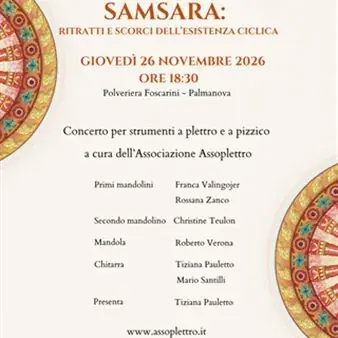 SAMSARA:
RITRATTI E SCORCI DELL'ESISTENZA CICLICA
GIOVEDÌ 26 NOVEMBRE 2026
ORE 18:30
Polveriera Foscarini - Palmanova
Concerto per strumenti a plettro e a pizzico
a cura dell'Associazione Assoplettro
Primi mandolini Franca Valingojer
Rossana Zanco
Secondo mandolino Christine Teulon
Mandola Roberto Verona
Chitarra Tiziana Pauletto
Mario Santilli
Presenta Tiziana Pauletto
www.assoplettro.it